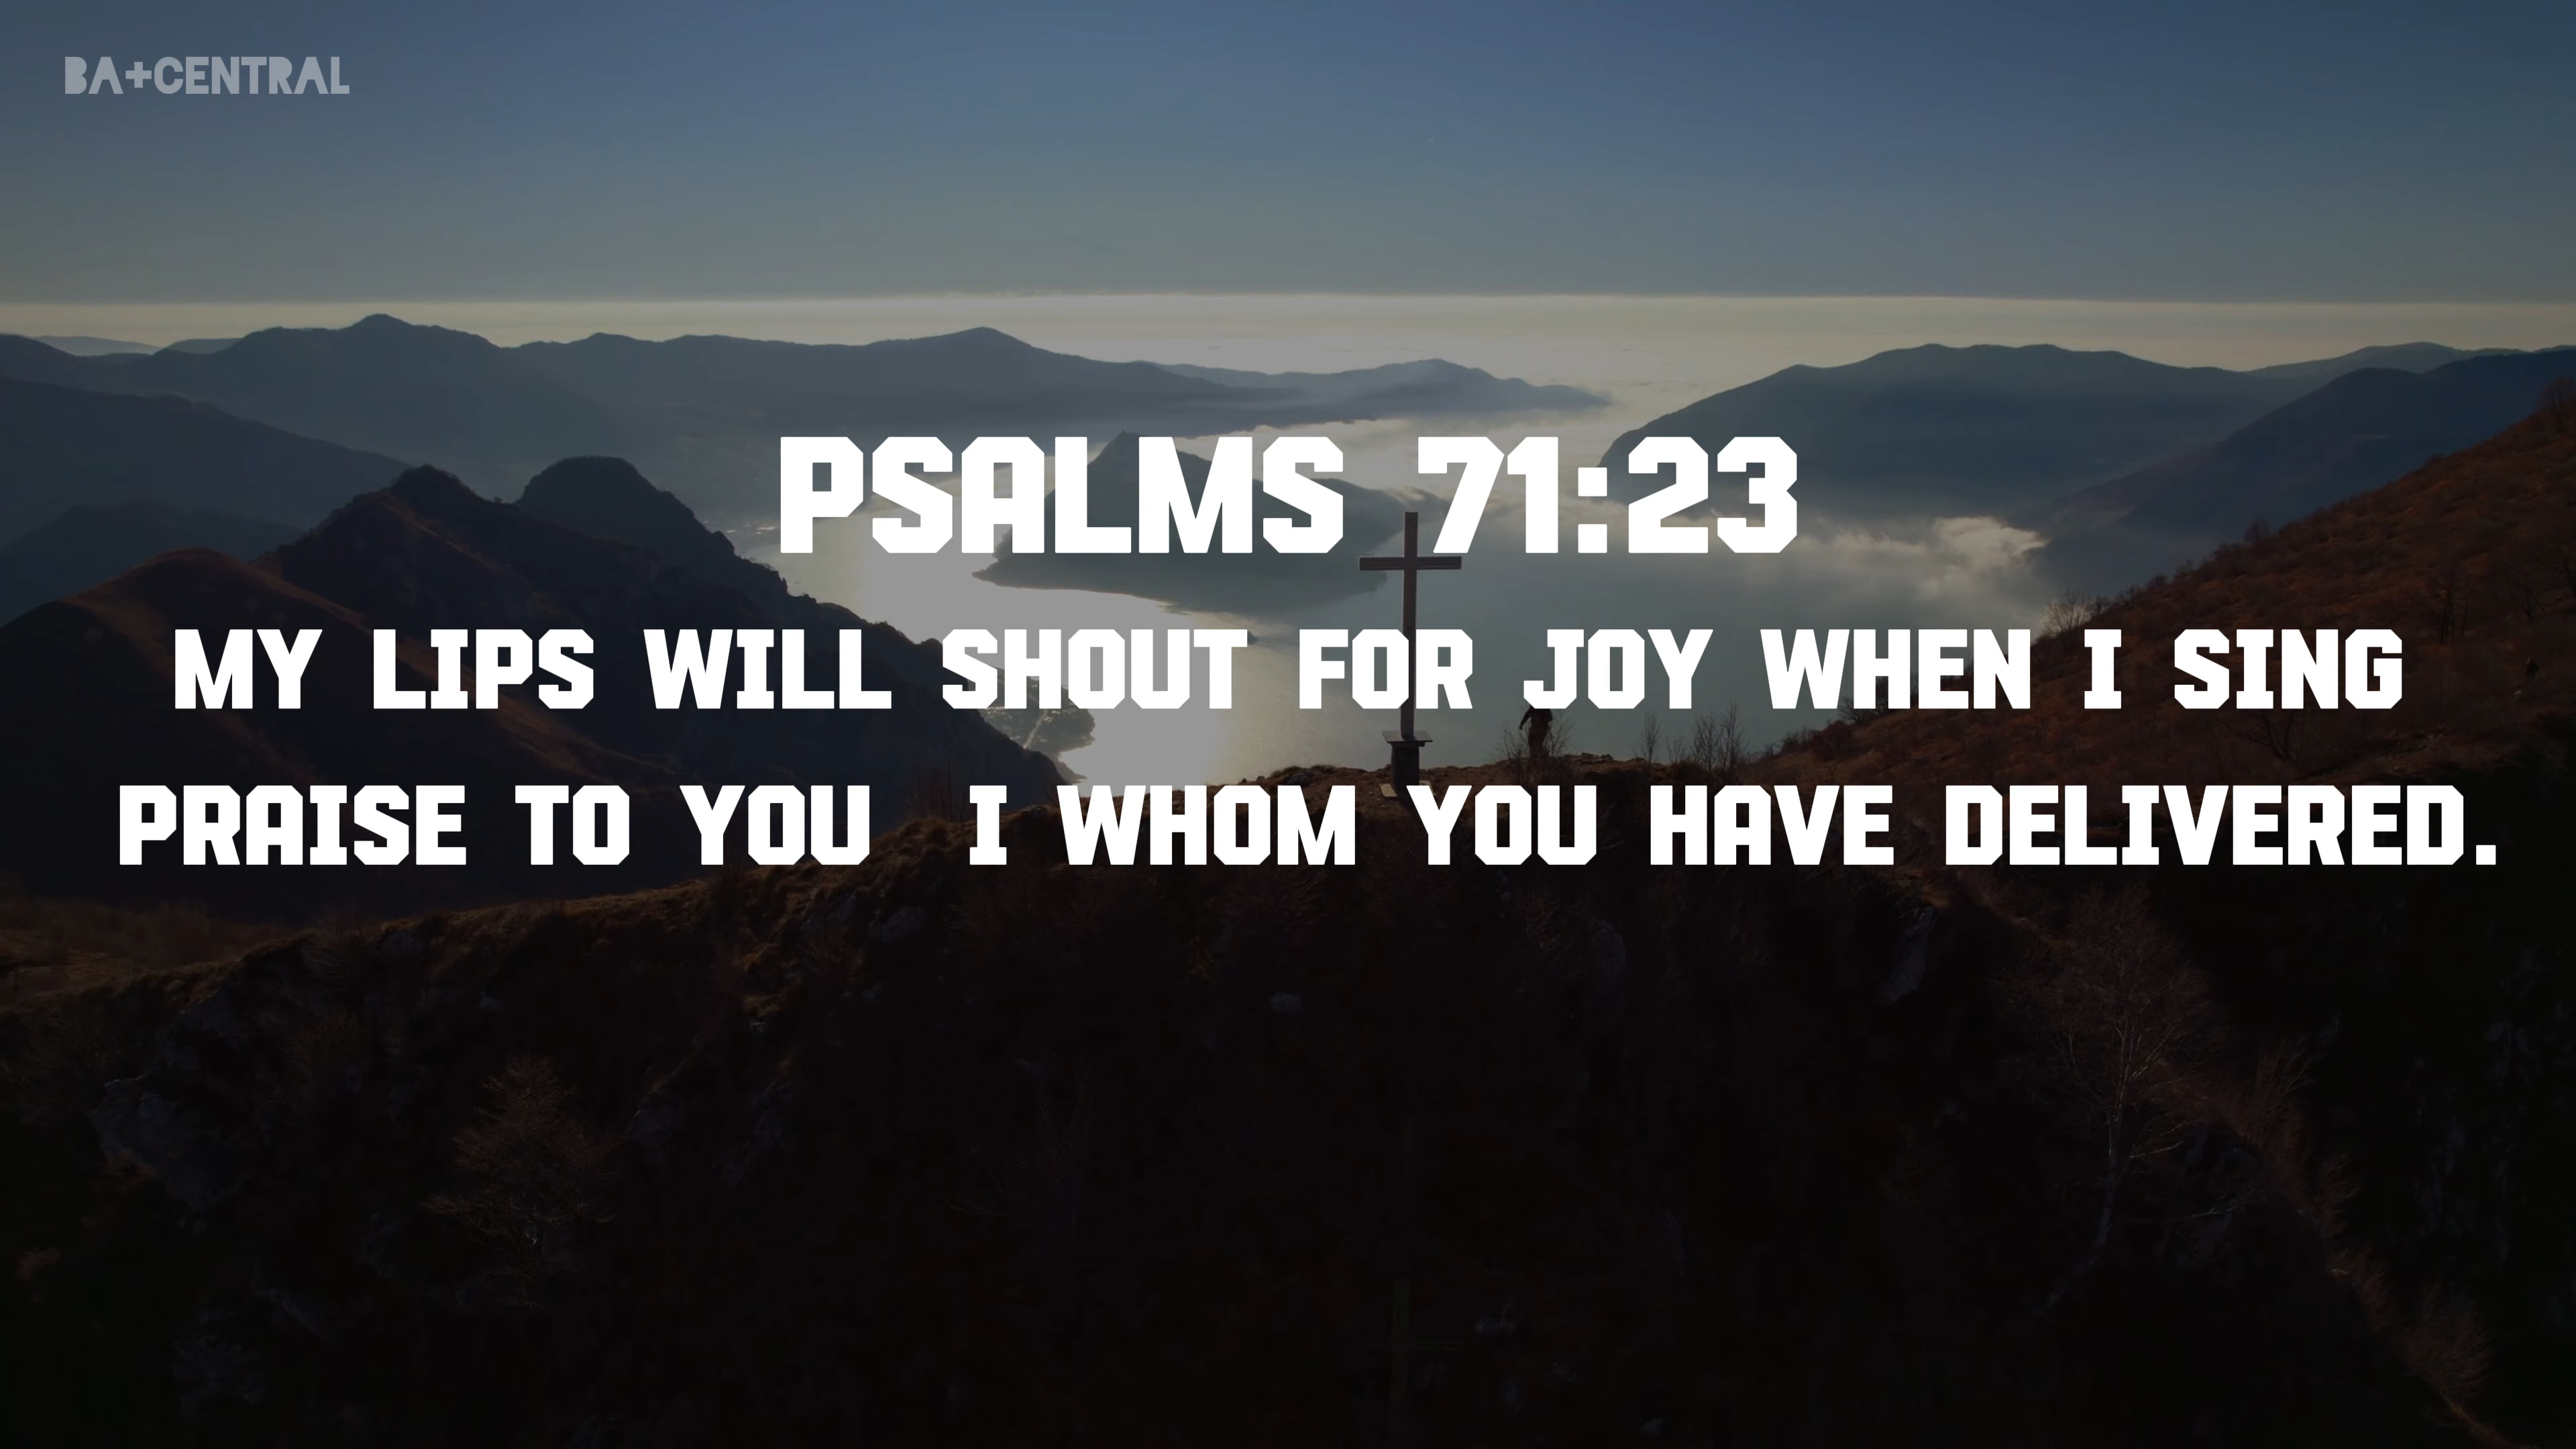 BA+CENTRAL
PSALMS 71:23
MY LIPS WILL SHOUT FOR JOY WHEN I SING
PRAISE TO YOU I WHOM YOU HAVE DELIVERED.